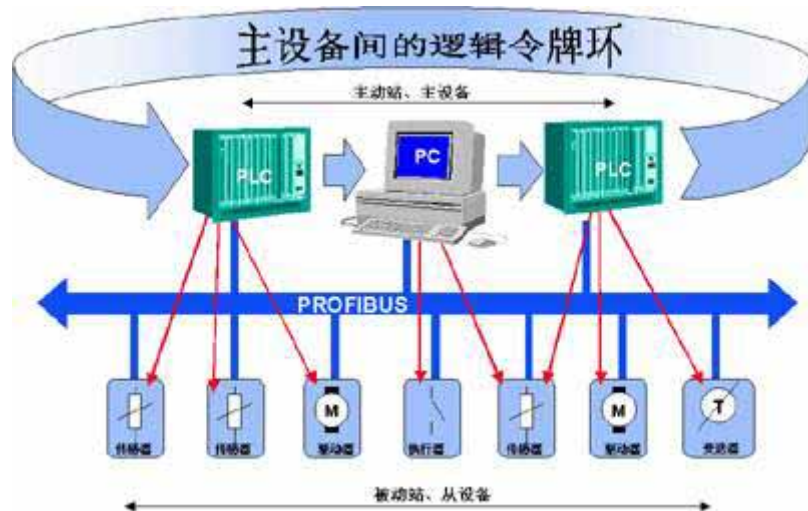 主设备间的逻辑令牌环
主动站、主设备
PLC
PC
PLC
PROFIBUS
M
M
T
传感器
传感器
驱动器
执行器
传感器
驱动器
变送器
被动站、从设备